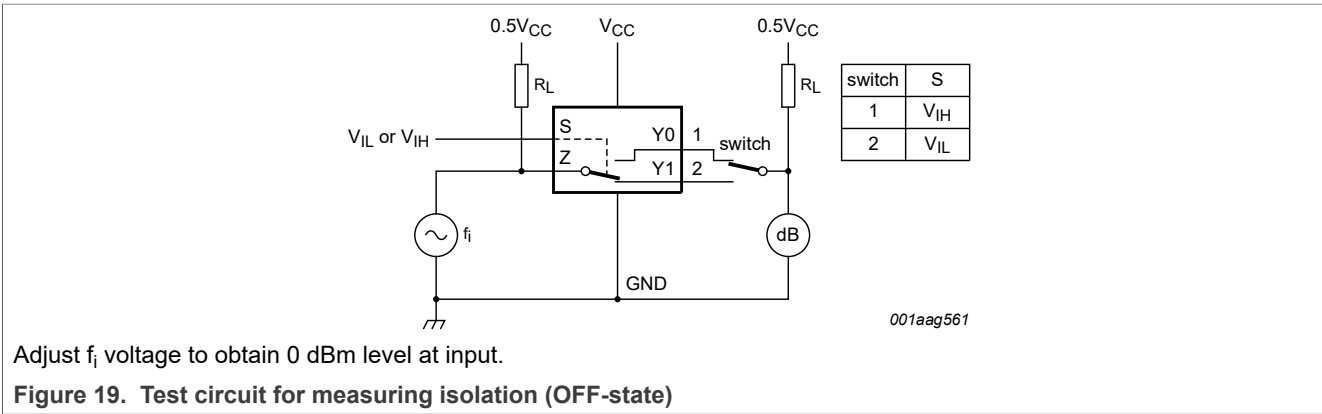 0.5VCC VCC 0.5VCC
RL RL
switch S
1 VIH
2 VIL
VIL or VIH
S Y0 1 switch
Z Y1 2
fi dB
GND
001aag561
Adjust fi voltage to obtain 0 dBm level at input.
Figure 19. Test circuit for measuring isolation (OFF-state)